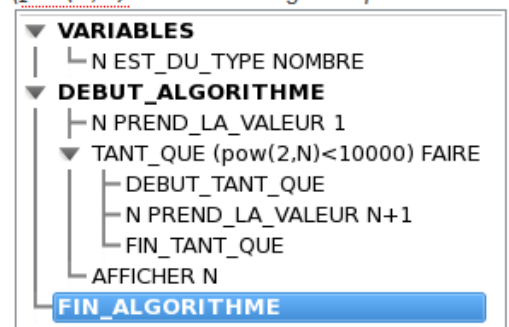 VARIABLES
N EST_DU_TYPE NOMBRE
DEBUT_ALGORITHME
N PREND_LA_VALEUR 1
TANT_QUE (pow(2,N)<10000) FAIRE
DEBUT_TANT_QUE
N PREND_LA_VALEUR N+1
FIN_TANT_QUE
AFFICHER N
FIN_ALGORITHME